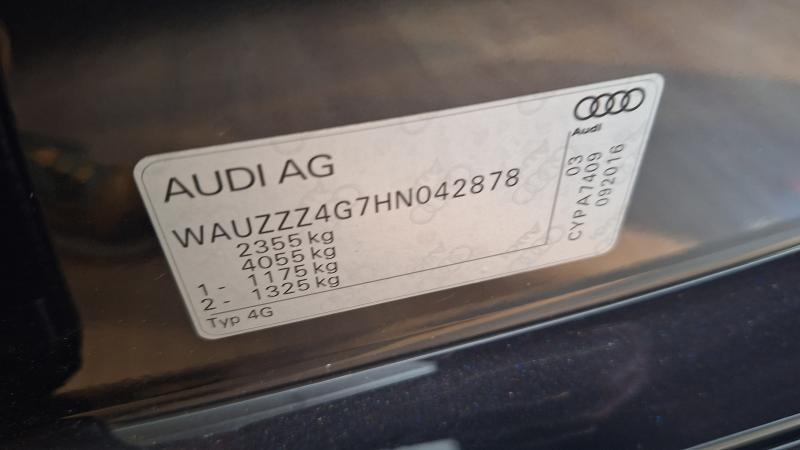 AUDI AG
WAUZZZ4G7HN042878
2355 kg
4055 kg
1 - 1175 kg
2 - 1325 kg
Typ 4G
Audi
03
CYPA7409
092016